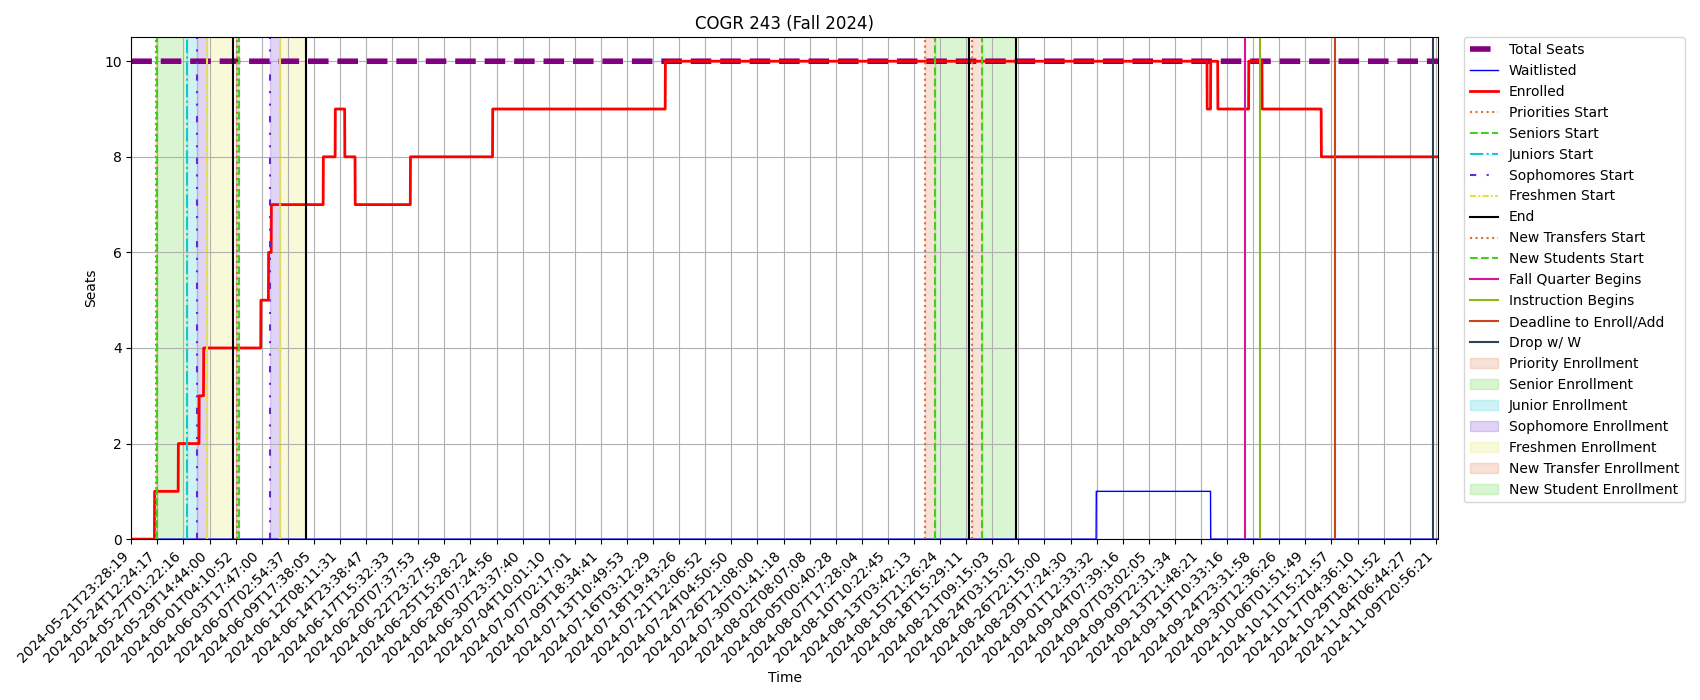 COGR 243 (Fall 2024)
Seats
10
8
6
4
2
0
2024-05-21T23:28:19
2024-05-24T12:24:17
2024-05-27T01:22:16
2024-05-29T14:44:00
2024-06-01T04:10:52
2024-06-03T17:47:00
2024-06-07T02:54:37
2024-06-09T17:38:05
2024-06-12T08:11:31
2024-06-14T23:38:47
2024-06-17T15:32:33
2024-06-20T07:37:53
2024-06-22T23:27:58
2024-06-25T15:28:22
2024-06-28T07:24:56
2024-06-30T23:37:40
2024-07-04T10:01:10
2024-07-07T02:17:01
2024-07-09T18:34:41
2024-07-13T10:49:53
2024-07-16T03:12:29
2024-07-18T19:43:26
2024-07-21T12:06:52
2024-07-24T04:50:50
2024-07-26T21:08:00
2024-07-30T01:41:18
2024-08-02T08:07:08
2024-08-05T00:40:28
2024-08-07T17:28:04
2024-08-10T10:22:45
2024-08-13T03:42:13
2024-08-15T21:26:24
2024-08-18T15:29:11
2024-08-21T09:15:03
2024-08-24T03:15:02
2024-08-26T22:15:00
2024-08-29T17:24:30
2024-09-01T12:33:32
2024-09-04T07:39:16
2024-09-07T03:02:05
2024-09-09T22:31:34
2024-09-13T21:48:21
2024-09-19T10:33:16
2024-09-24T23:31:58
2024-09-30T12:36:26
2024-10-06T01:51:49
2024-10-11T15:21:57
2024-10-17T04:36:10
2024-10-29T18:11:52
2024-11-04T06:44:27
2024-11-09T20:56:21
Time
Total Seats
Waitlisted
Enrolled
Priorities Start
Seniors Start
Juniors Start
Sophomores Start
Freshmen Start
End
New Transfers Start
New Students Start
Fall Quarter Begins
Instruction Begins
Deadline to Enroll/Add
Drop w/ W
Priority Enrollment
Senior Enrollment
Junior Enrollment
Sophomore Enrollment
Freshmen Enrollment
New Transfer Enrollment
New Student Enrollment